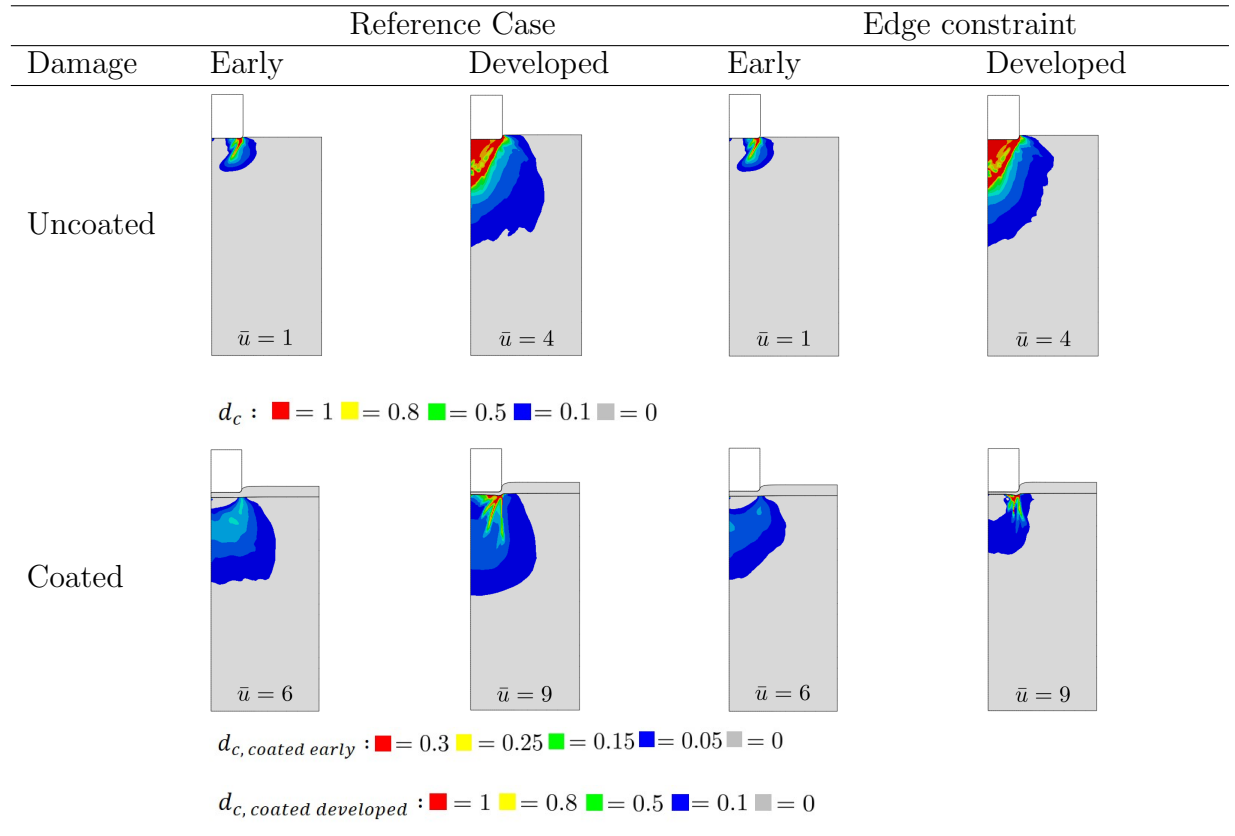 Reference Case Edge constraint
Damage Early Developed Early Developed
Uncoated
ū = 1 ū = 4 ū = 1 ū = 4
d_c : = 1 = 0.8 = 0.5 = 0.1 = 0
Coated
ū = 6 ū = 9 ū = 6 ū = 9
d_c, coated early : = 0.3 = 0.25 = 0.15 = 0.05 = 0
d_c, coated developed : = 1 = 0.8 = 0.5 = 0.1 = 0